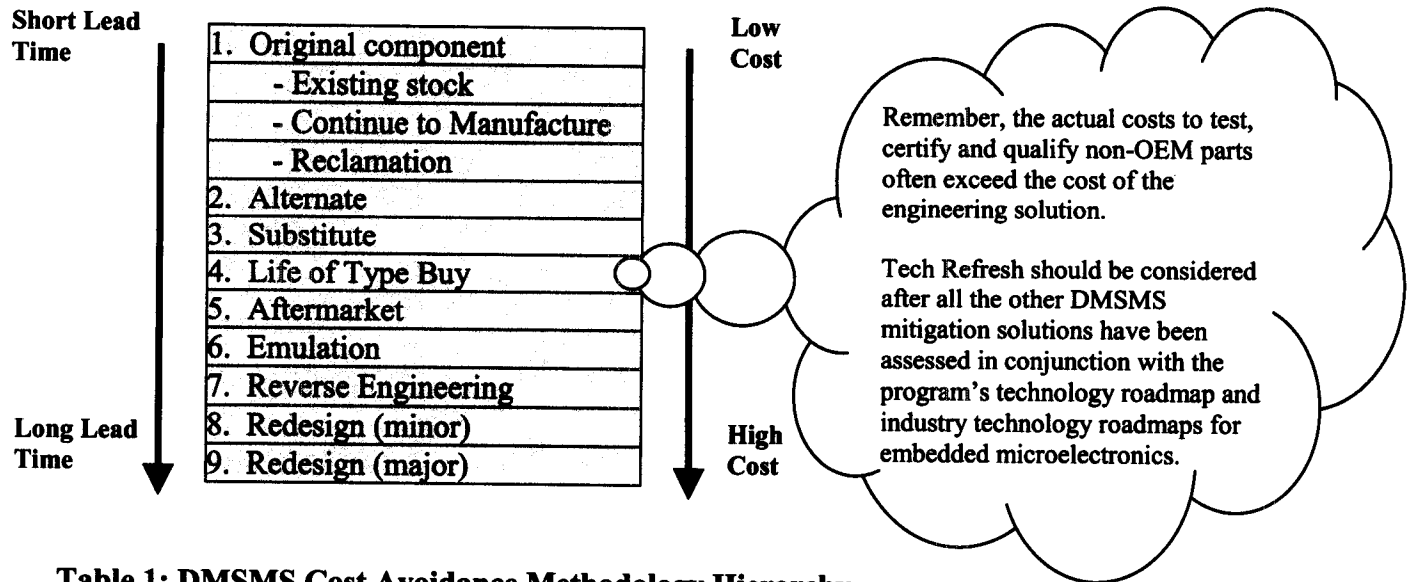 Short Lead
Time
1. Original component
- Existing stock
- Continue to Manufacture
- Reclamation
2. Alternate
3. Substitute
4. Life of Type Buy
5. Aftermarket
6. Emulation
7. Reverse Engineering
8. Redesign (minor)
9. Redesign (major)
Long Lead
Time
Low
Cost
High
Cost
Remember, the actual costs to test,
certify and qualify non-OEM parts
often exceed the cost of the
engineering solution.
Tech Refresh should be considered
after all the other DMSMS
mitigation solutions have been
assessed in conjunction with the
program's technology roadmap and
industry technology roadmaps for
embedded microelectronics.
Table 1: DMSMS Cost Avoidance Methodology Hierarchy